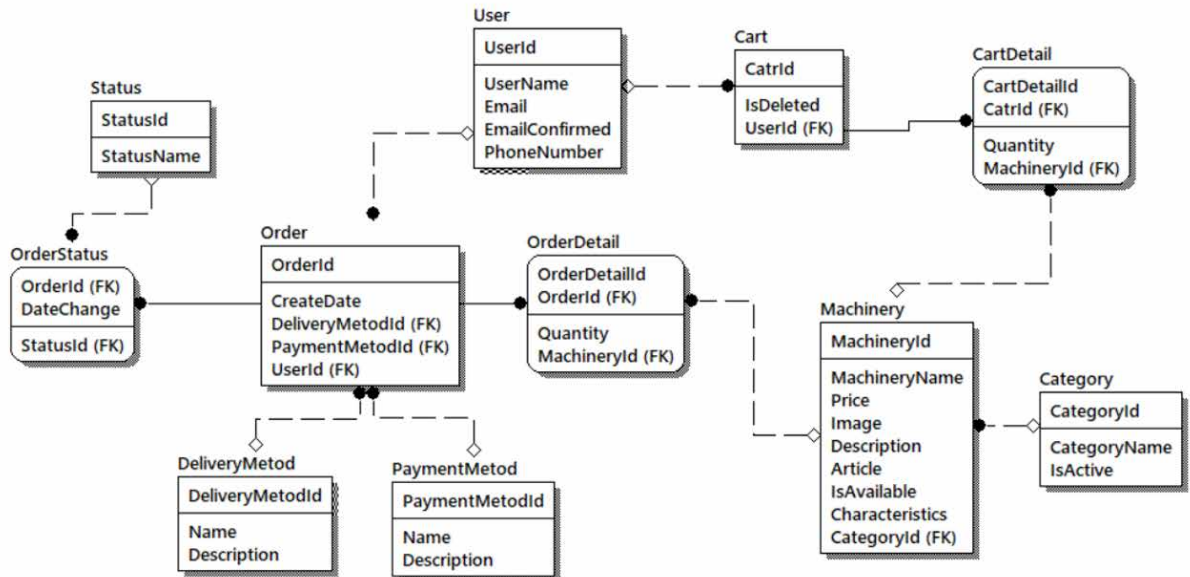 User
UserId
UserName
Email
EmailConfirmed
PhoneNumber
Cart
CatrId
IsDeleted
UserId (FK)
CartDetail
CartDetailId
CatrId (FK)
Quantity
MachineryId (FK)
Status
StatusId
StatusName
OrderStatus
OrderId (FK)
DateChange
StatusId (FK)
Order
OrderId
CreateDate
DeliveryMetodId (FK)
PaymentMetodId (FK)
UserId (FK)
OrderDetail
OrderDetailId
OrderId (FK)
Quantity
MachineryId (FK)
Machinery
MachineryId
MachineryName
Price
Image
Description
Article
IsAvailable
Characteristics
CategoryId (FK)
Category
CategoryId
CategoryName
IsActive
DeliveryMetod
DeliveryMetodId
Name
Description
PaymentMetod
PaymentMetodId
Name
Description